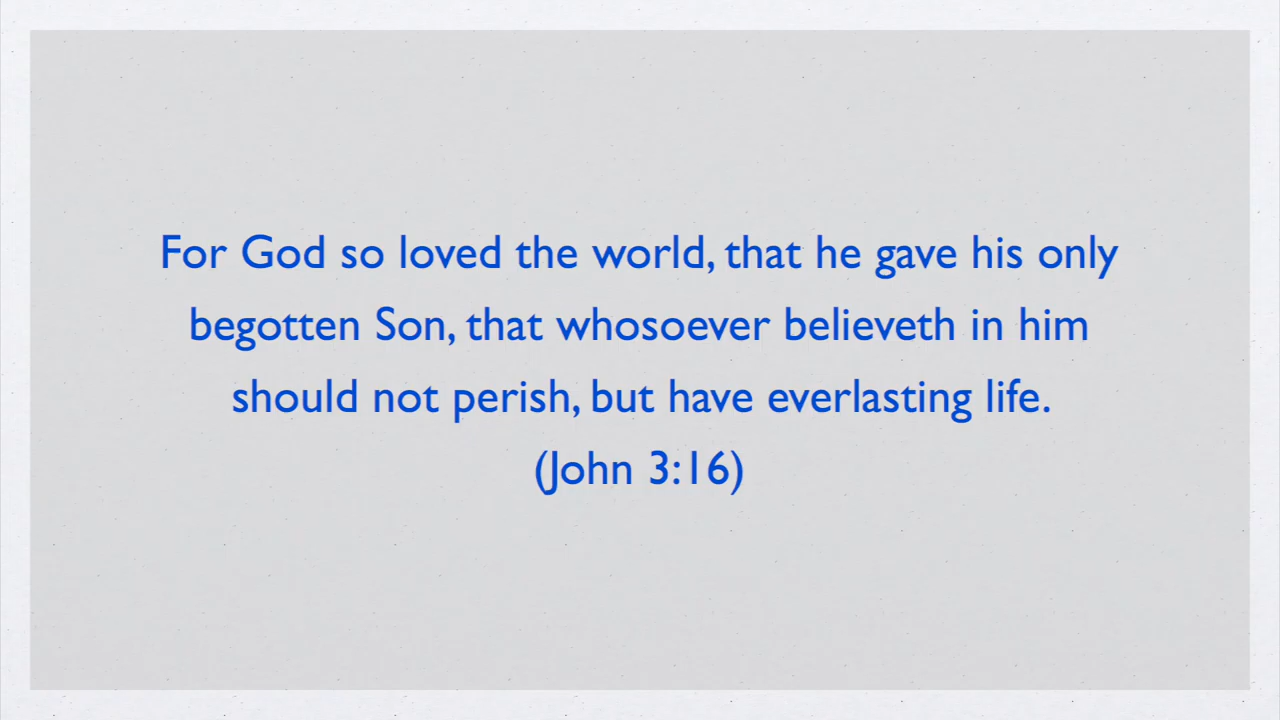 For God so loved the world, that he gave his only
begotten Son, that whosoever believeth in him
should not perish, but have everlasting life.
(John 3:16)